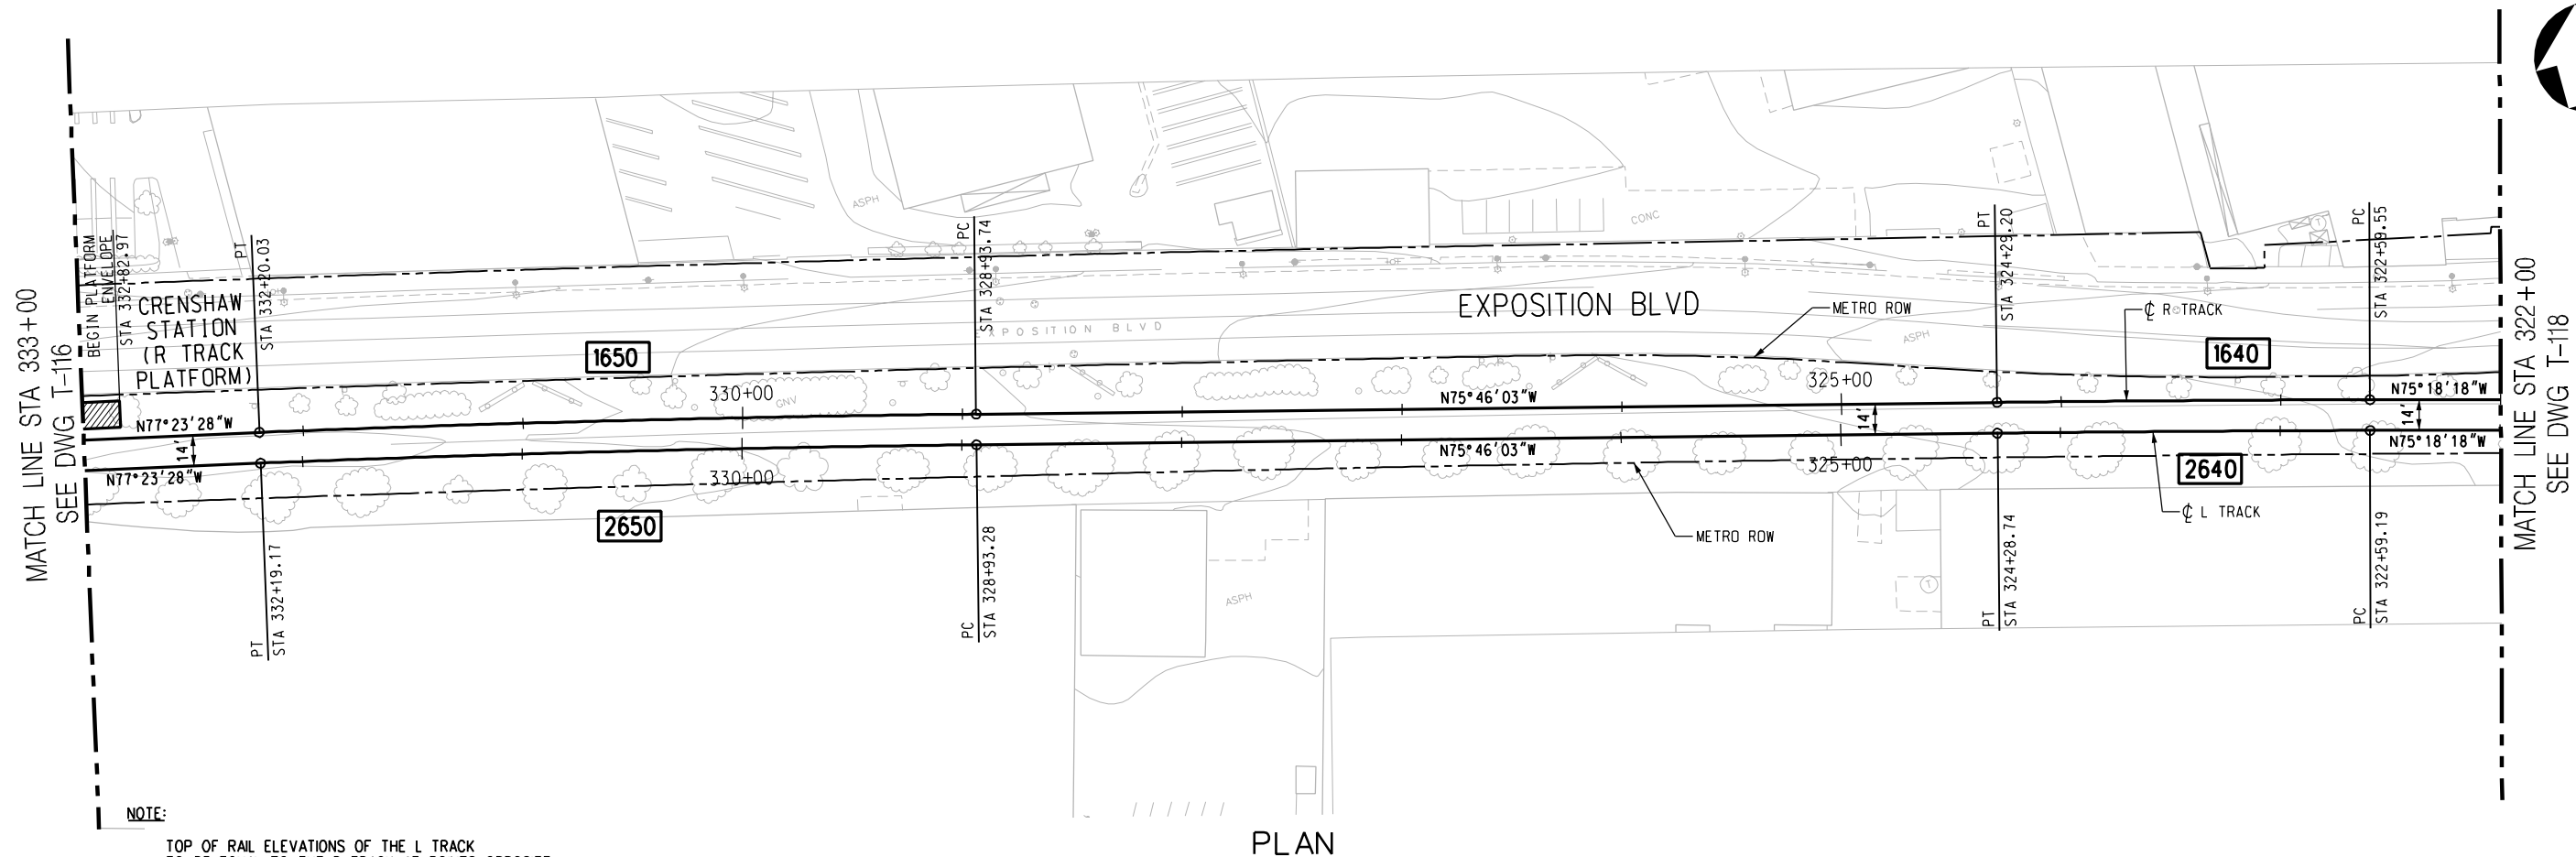 MATCH LINE STA 333+00
SEE DWG T-116
BEGIN PLATFORM
ENVELOPE
STA 332+82.97
CRENSHAW
STATION
(R TRACK
PLATFORM)
PT
STA 332+20.03
1650
PC
STA 328+93.74
EXPOSITION BLVD
EXPOSITION BLVD
METRO ROW
PT
STA 324+29.20
℄ R TRACK
PC
STA 322+59.55
1640
MATCH LINE STA 322+00
SEE DWG T-118
ASPH
CONC
ASPH
GNV
N77°23'28"W
14'
N77°23'28"W
330+00
330+00
N75°46'03"W
N75°46'03"W
325+00
325+00
14'
N75°18'18"W
14'
N75°18'18"W
2650
2640
METRO ROW
℄ L TRACK
PT
STA 332+19.17
PC
STA 328+93.28
ASPH
T
T
PT
STA 324+28.74
PC
STA 322+59.19
NOTE:
TOP OF RAIL ELEVATIONS OF THE L TRACK
PLAN